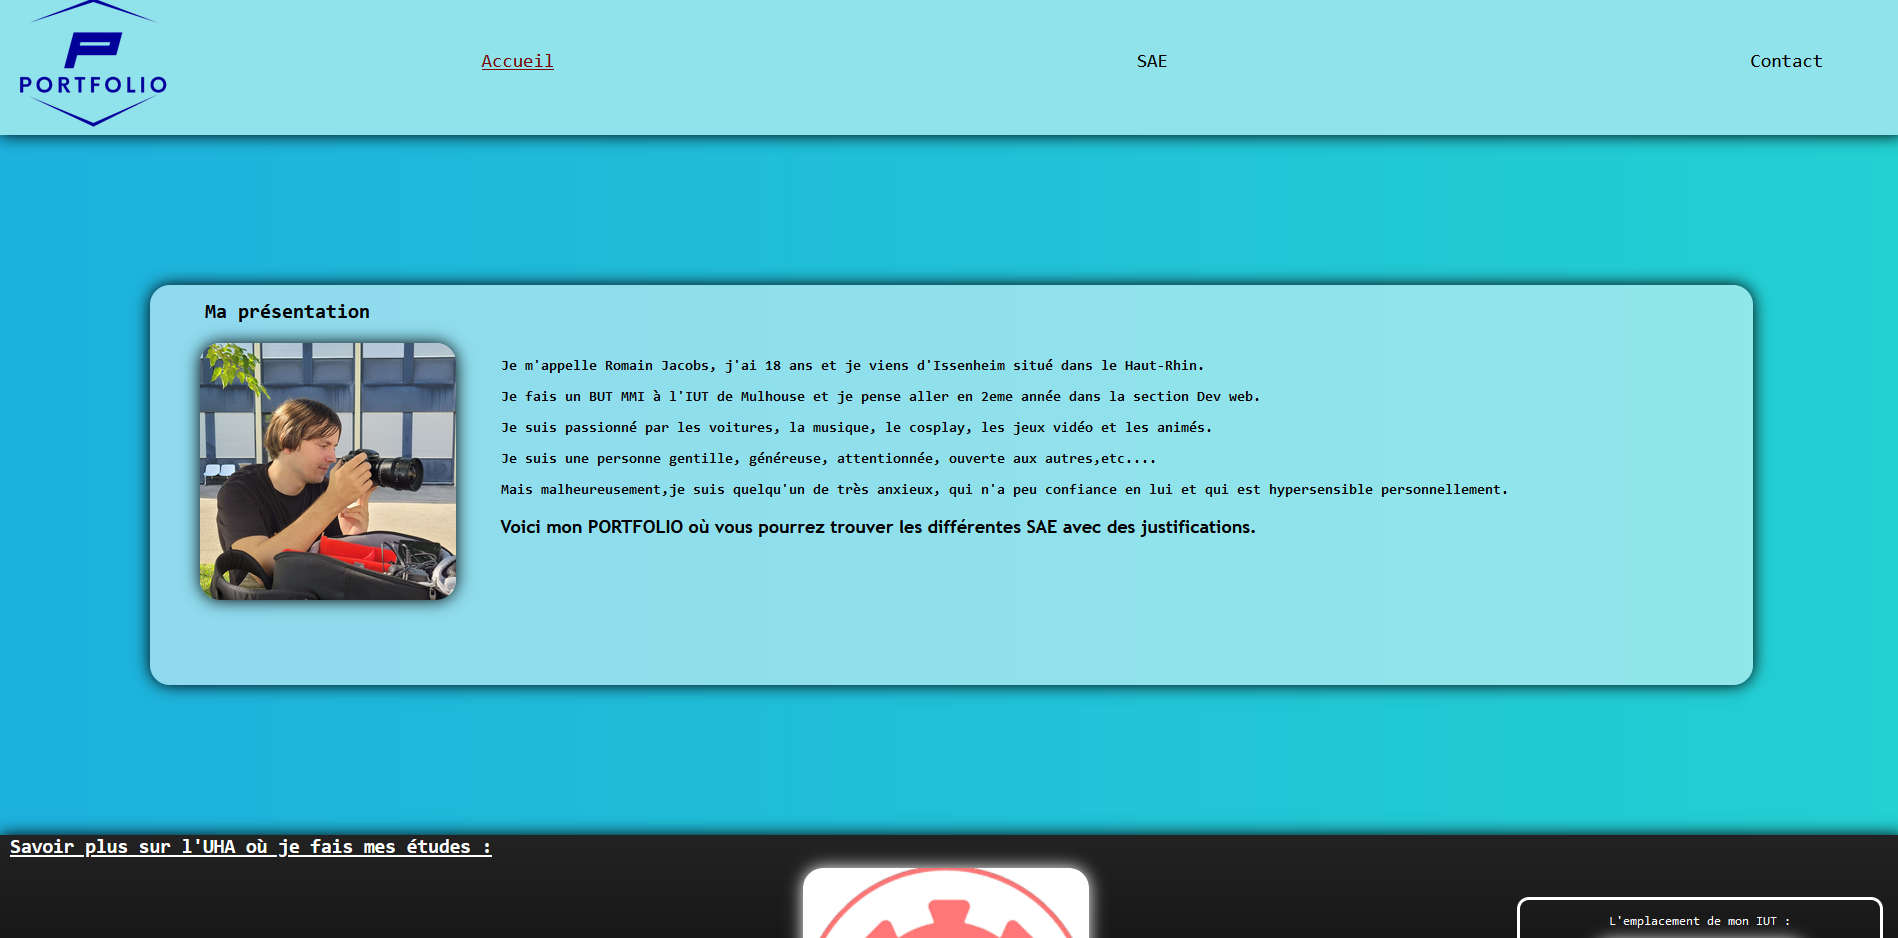 P
PORTFOLIO
Accueil
SAE
Contact
Ma présentation
Je m'appelle Romain Jacobs, j'ai 18 ans et je viens d'Issenheim situé dans le Haut-Rhin.
Je fais un BUT MMI à l'IUT de Mulhouse et je pense aller en 2eme année dans la section Dev web.
Je suis passionné par les voitures, la musique, le cosplay, les jeux vidéo et les animés.
Je suis une personne gentille, généreuse, attentionnée, ouverte aux autres,etc....
Mais malheureusement,je suis quelqu'un de très anxieux, qui n'a peu confiance en lui et qui est hypersensible personnellement.
Voici mon PORTFOLIO où vous pourrez trouver les différentes SAE avec des justifications.
Savoir plus sur l'UHA où je fais mes études :
L'emplacement de mon IUT :